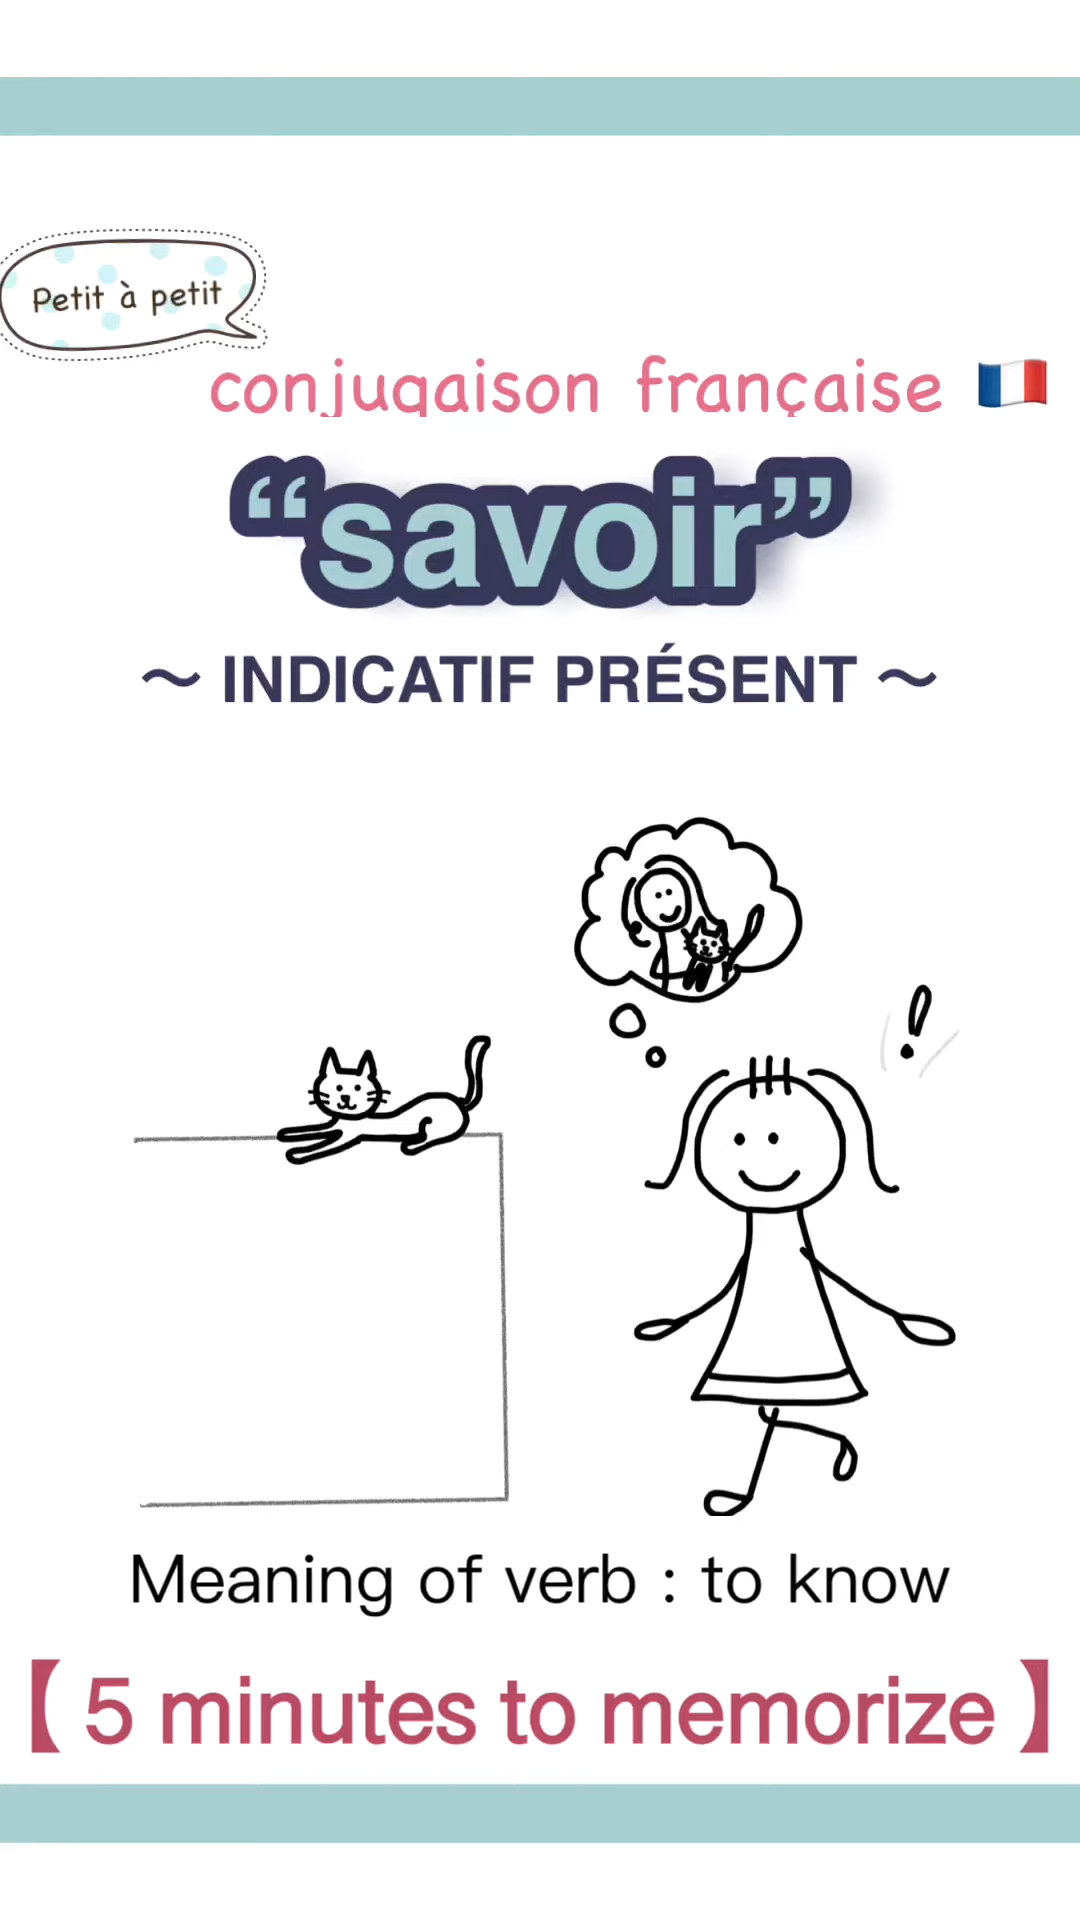 Petit à petit
conjugaison française 🇫🇷
“savoir”
～ INDICATIF PRÉSENT ～
!
Meaning of verb : to know
【5 minutes to memorize】